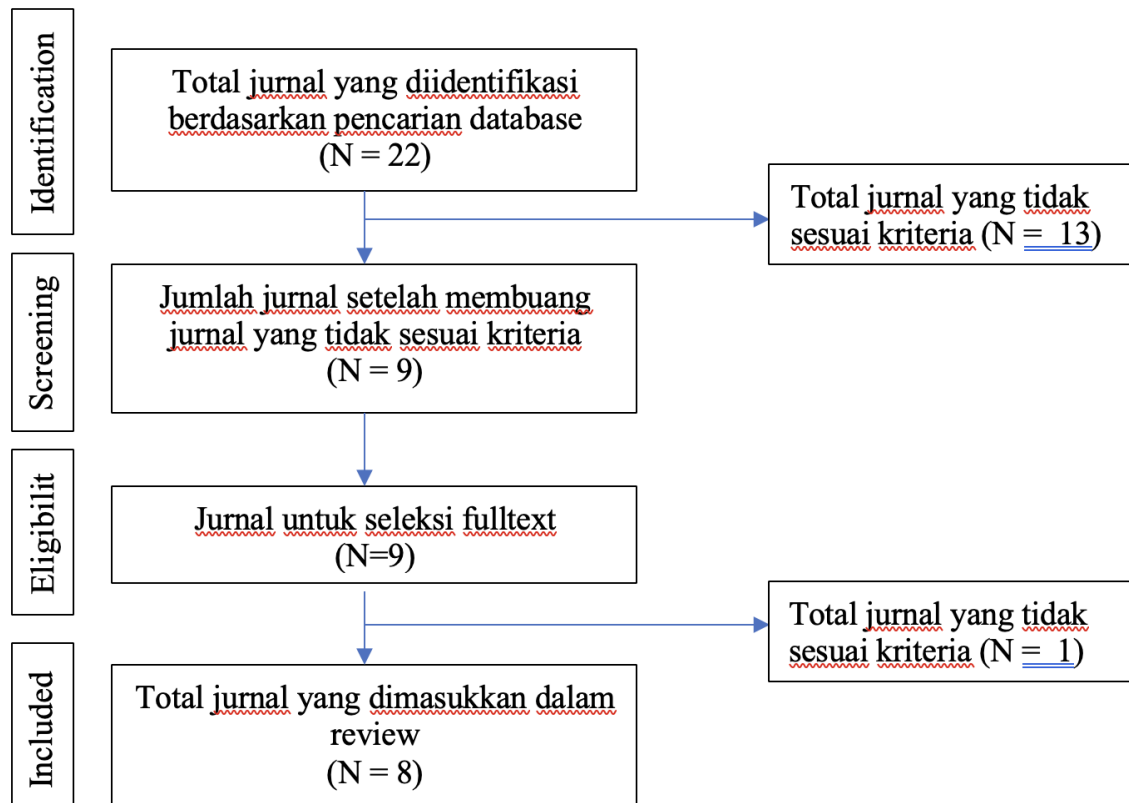 Identification
Total jurnal yang diidentifikasi
berdasarkan pencarian database
(N = 22)
Total jurnal yang tidak
sesuai kriteria (N =  13)
Screening
Jumlah jurnal setelah membuang
jurnal yang tidak sesuai kriteria
(N = 9)
Eligibilit
Jurnal untuk seleksi fulltext
(N=9)
Total jurnal yang tidak
sesuai kriteria (N =  1)
Included
Total jurnal yang dimasukkan dalam
review
(N = 8)